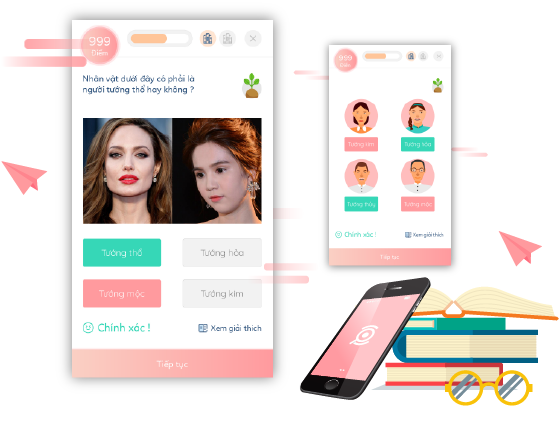 999
Điểm
Nhân vật dưới đây có phải là
người tướng thổ hay không ?
Tướng thổ
Tướng hỏa
Tướng mộc
Tướng kim
Chính xác !
Xem giải thích
Tiếp tục
999
Điểm
Tướng kim
Tướng hỏa
Tướng thủy
Tướng mộc
Chính xác !
Xem giải thích
Tiếp tục